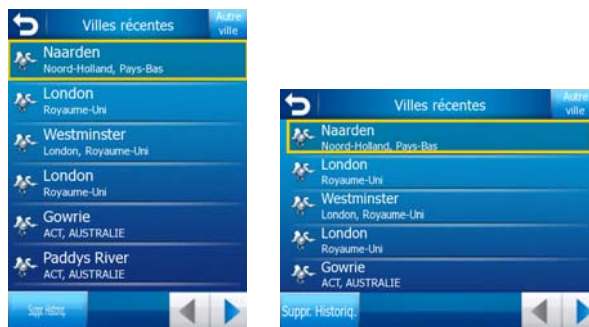 Villes récentes
Autre
ville
Naarden
Noord-Holland, Pays-Bas
London
Royaume-Uni
Westminster
London, Royaume-Uni
London
Royaume-Uni
Gowrie
ACT, AUSTRALIE
Paddys River
ACT, AUSTRALIE
Suppr. Historiq.
Villes récentes
Autre
ville
Naarden
Noord-Holland, Pays-Bas
London
Royaume-Uni
Westminster
London, Royaume-Uni
London
Royaume-Uni
Gowrie
ACT, AUSTRALIE
Suppr. Historiq.